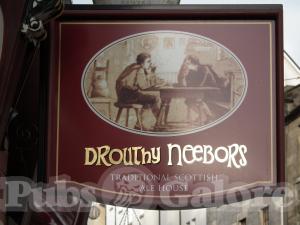 DROUTHY NEEBORS
TRADITIONAL SCOTTISH
ALE HOUSE
Pubs Galore